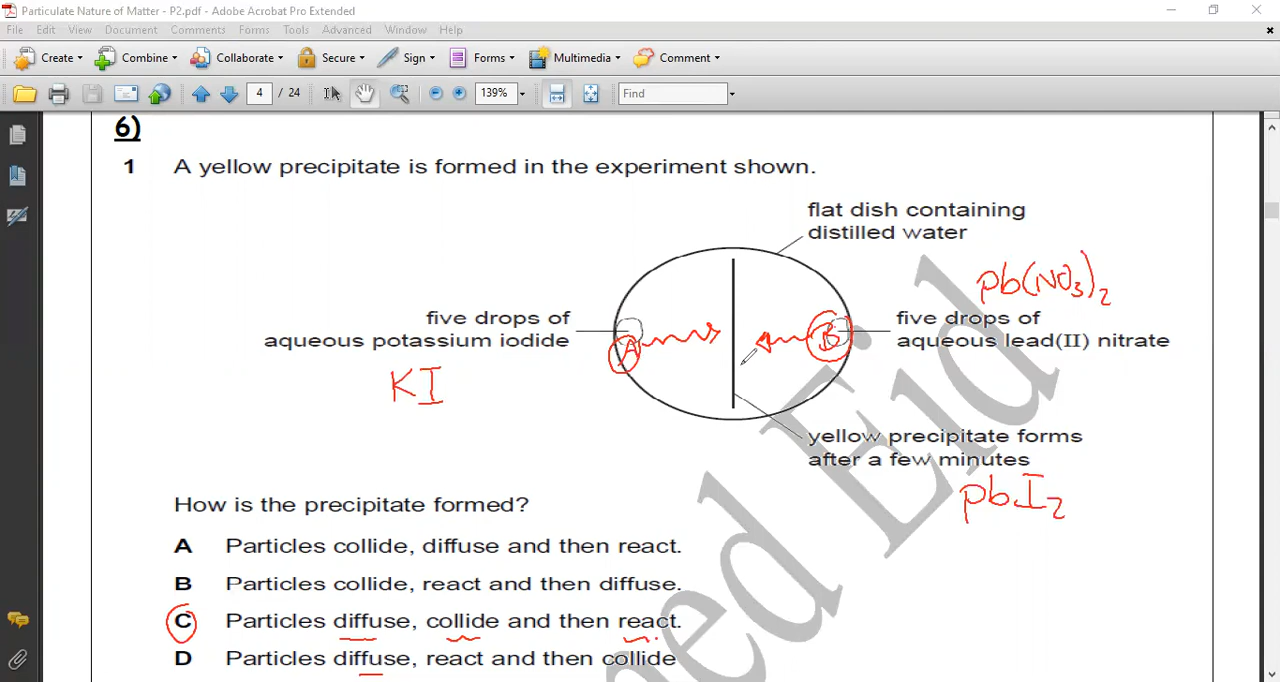 Particulate Nature of Matter - P2.pdf - Adobe Acrobat Pro Extended
File Edit View Document Comments Forms Tools Advanced Window Help
Create Combine Collaborate Secure Sign Forms Multimedia Comment
4 / 24 139% Find
6)
1 A yellow precipitate is formed in the experiment shown.
flat dish containing
distilled water
Pb(NO3)2
five drops of
aqueous potassium iodide
A
B
five drops of
aqueous lead(II) nitrate
KI
yellow precipitate forms
after a few minutes
PbI2
How is the precipitate formed?
A Particles collide, diffuse and then react.
B Particles collide, react and then diffuse.
C Particles diffuse, collide and then react.
D Particles diffuse, react and then collide
ned Eid